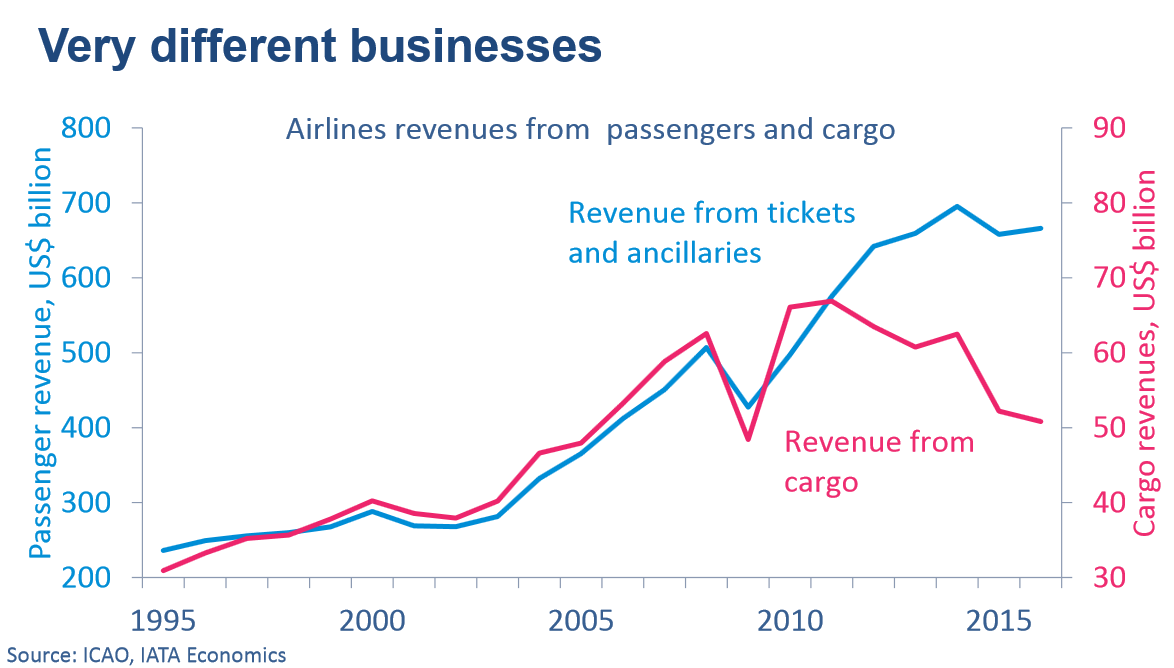 Very different businesses
Airlines revenues from  passengers and cargo
Passenger revenue, US$ billion
800
700
600
500
400
300
200
Revenue from tickets
and ancillaries
Revenue from
cargo
90
80
70
60
50
40
30
Cargo revenues, US$ billion
1995
2000
2005
2010
2015
Source: ICAO, IATA Economics